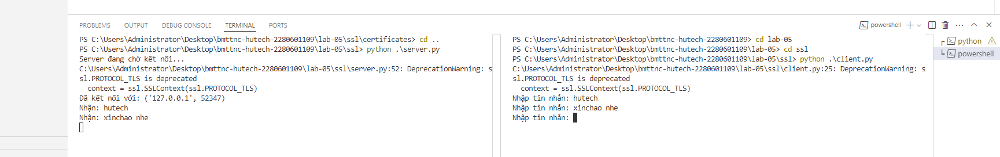 PROBLEMS OUTPUT DEBUG CONSOLE TERMINAL PORTS powershell
PS C:\Users\Administrator\Desktop\bmttnc-hutech-2280601109\lab-05\ssl\certificates> cd ..
PS C:\Users\Administrator\Desktop\bmttnc-hutech-2280601109\lab-05\ssl> python .\server.py
Server đang chờ kết nối...
C:\Users\Administrator\Desktop\bmttnc-hutech-2280601109\lab-05\ssl\server.py:52: DeprecationWarning: s
sl.PROTOCOL_TLS is deprecated
context = ssl.SSLContext(ssl.PROTOCOL_TLS)
Đã kết nối với: ('127.0.0.1', 52347)
Nhận: hutech
Nhận: xinchao nhe
PS C:\Users\Administrator\Desktop\bmttnc-hutech-2280601109> cd lab-05
PS C:\Users\Administrator\Desktop\bmttnc-hutech-2280601109\lab-05> cd ssl
PS C:\Users\Administrator\Desktop\bmttnc-hutech-2280601109\lab-05\ssl> python .\client.py
C:\Users\Administrator\Desktop\bmttnc-hutech-2280601109\lab-05\ssl\client.py:25: DeprecationWarning: s
sl.PROTOCOL_TLS is deprecated
context = ssl.SSLContext(ssl.PROTOCOL_TLS)
Nhập tin nhắn: hutech
Nhập tin nhắn: xinchao nhe
Nhập tin nhắn:
python
powershell